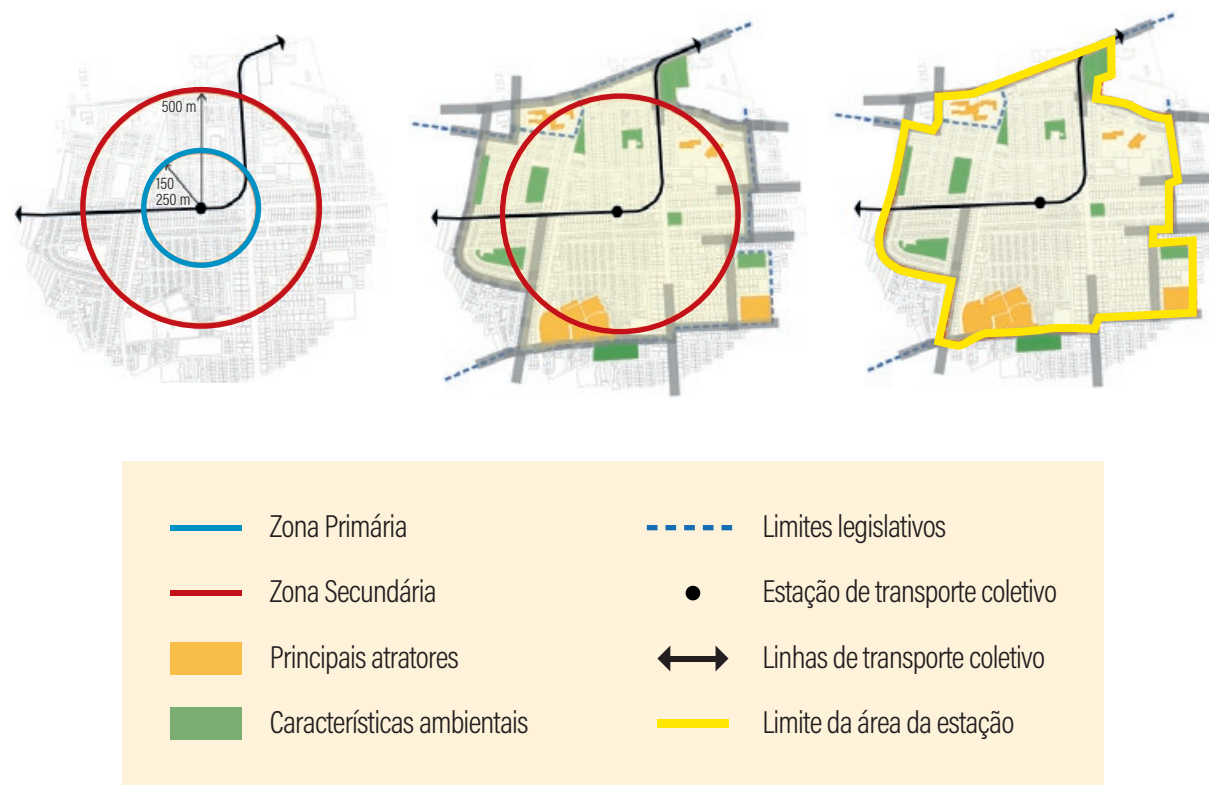 500 m
150
250 m
Zona Primária
Zona Secundária
Principais atratores
Características ambientais
Limites legislativos
Estação de transporte coletivo
Linhas de transporte coletivo
Limite da área da estação